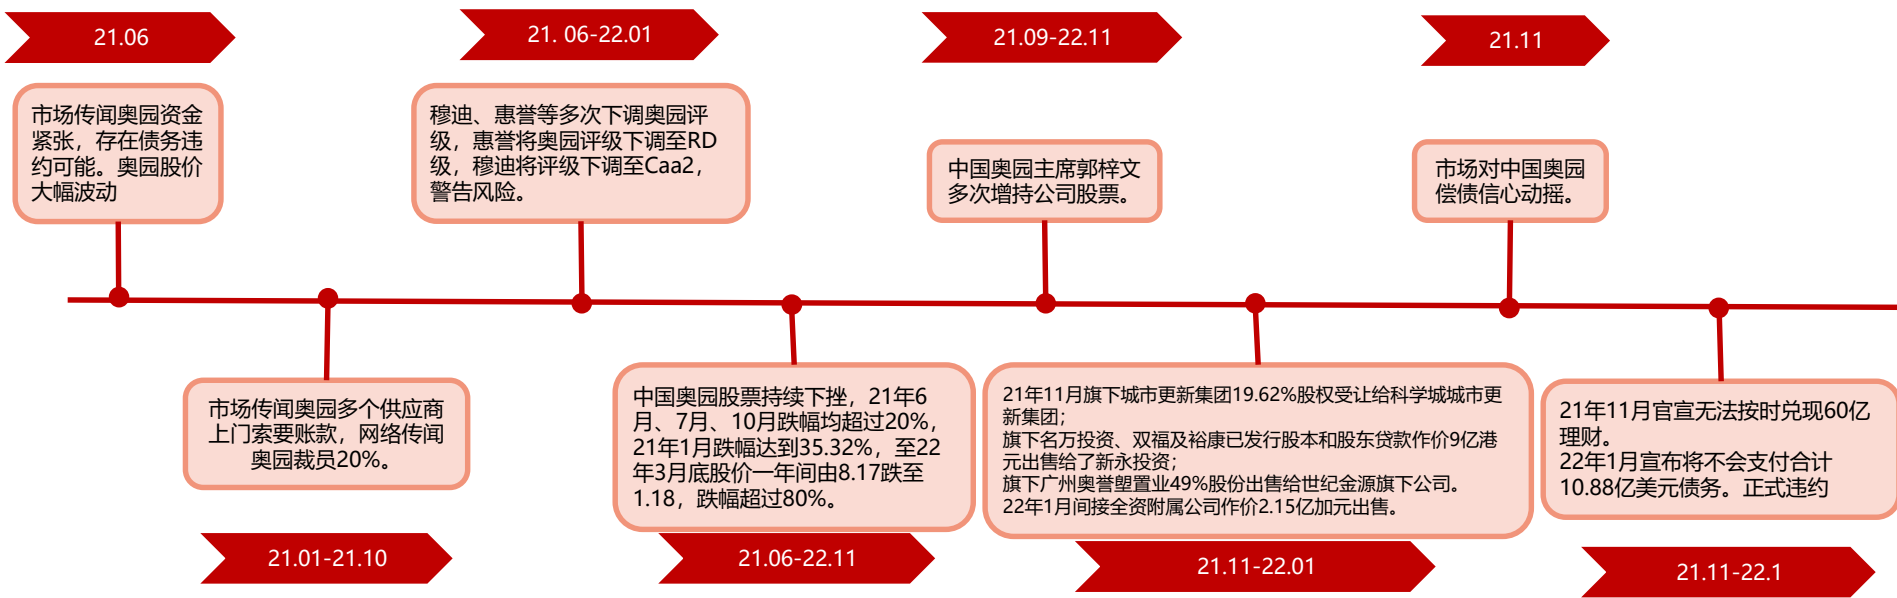 21.06
21. 06-22.01
21.09-22.11
21.11
市场传闻奥园资金
紧张，存在债务违
约可能。奥园股价
大幅波动
穆迪、惠誉等多次下调奥园评
级，惠誉将奥园评级下调至RD
级，穆迪将评级下调至Caa2，
警告风险。
中国奥园主席郭梓文
多次增持公司股票。
市场对中国奥园
偿债信心动摇。
市场传闻奥园多个供应商
上门索要账款，网络传闻
奥园裁员20%。
中国奥园股票持续下挫，21年6
月、7月、10月跌幅均超过20%，
21年1月跌幅达到35.32%，至22
年3月底股价一年间由8.17跌至
1.18，跌幅超过80%。
21年11月旗下城市更新集团19.62%股权受让给科学城城市更
新集团；
旗下名万投资、双福及裕康已发行股本和股东贷款作价9亿港
元出售给了新永投资；
旗下广州奥誉塱置业49%股份出售给世纪金源旗下公司。
22年1月间接全资附属公司作价2.15亿加元出售。
21年11月官宣无法按时兑现60亿
理财。
22年1月宣布将不会支付合计
10.88亿美元债务。正式违约
21.01-21.10
21.06-22.11
21.11-22.01
21.11-22.1